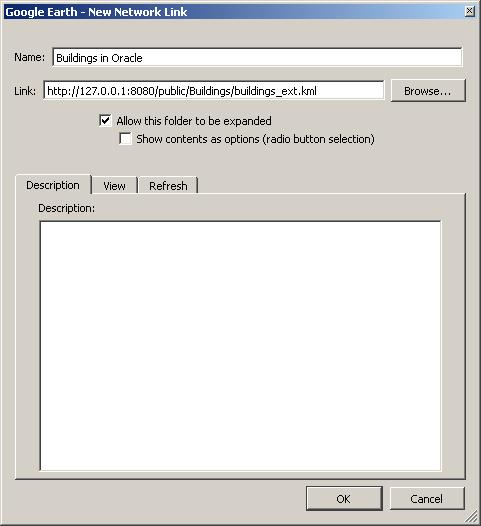 Google Earth - New Network Link
Name: Buildings in Oracle
Link: http://127.0.0.1:8080/public/Buildings/buildings_ext.kml Browse...
Allow this folder to be expanded
Show contents as options (radio button selection)
Description View Refresh
Description:
OK Cancel